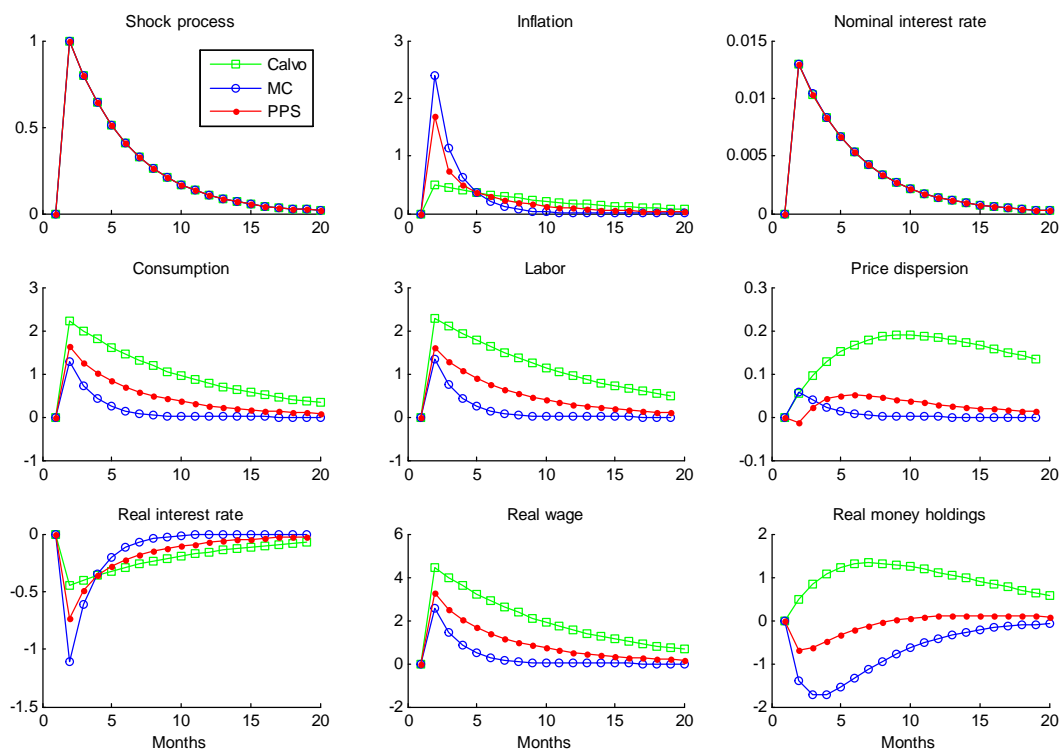 Shock process
Inflation
Nominal interest rate
1
0.5
0
0 5 10 15 20
Calvo
MC
PPS
3
2
1
0
0 5 10 15 20
0.015
0.01
0.005
0
0 5 10 15 20
Consumption
Labor
Price dispersion
3
2
1
0
-1
0 5 10 15 20
3
2
1
0
-1
0 5 10 15 20
0.3
0.2
0.1
0
-0.1
0 5 10 15 20
Real interest rate
Real wage
Real money holdings
0
-0.5
-1
-1.5
0 5 10 15 20
Months
6
4
2
0
-2
0 5 10 15 20
Months
2
1
0
-1
-2
0 5 10 15 20
Months